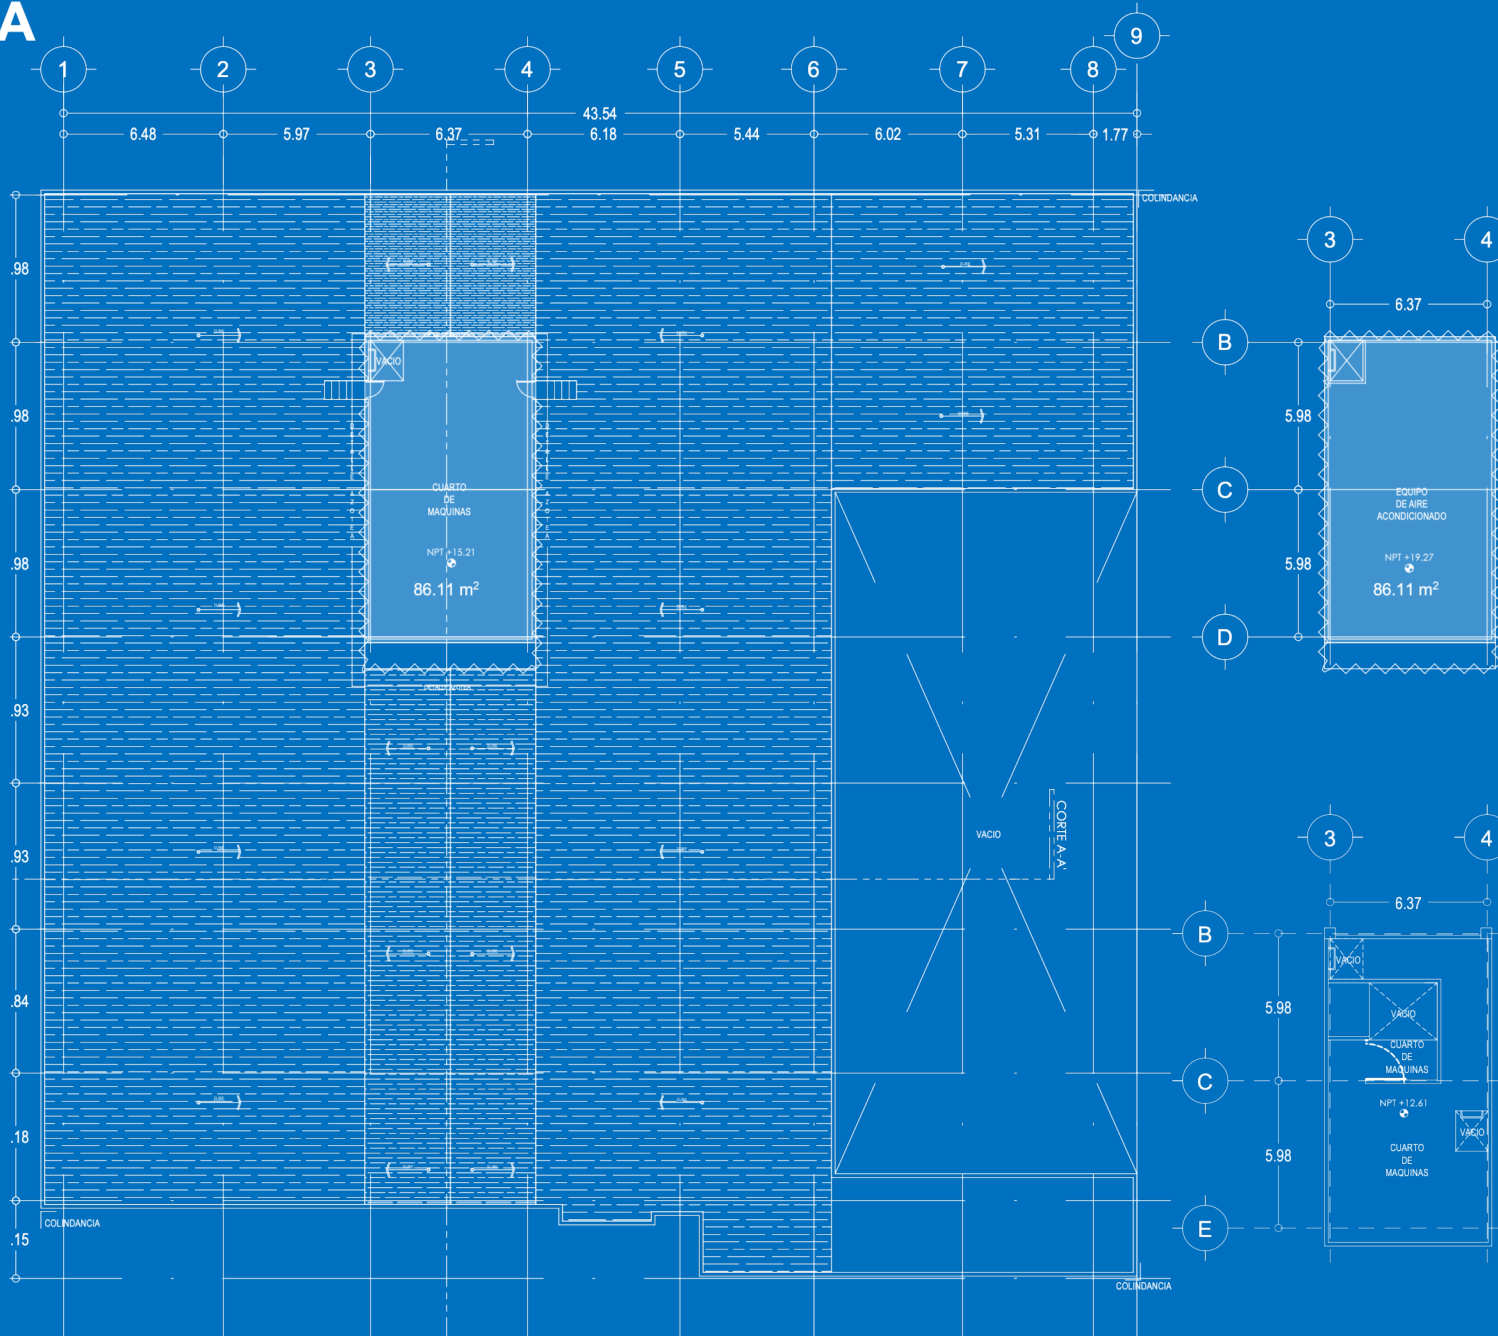 A
1
2
3
4
5
6
7
8
9
43.54
6.48
5.97
6.37
6.18
5.44
6.02
5.31
1.77
COLINDANCIA
.98
.98
.98
.93
.93
.84
.18
.15
VACIO
CUARTO
DE
MAQUINAS
NPT +15.21
86.11 m²
VACIO
CORTE A-A'
COLINDANCIA
COLINDANCIA
3
4
6.37
B
5.98
C
5.98
D
EQUIPO
DE AIRE
ACONDICIONADO
NPT +19.27
86.11 m²
3
4
6.37
B
5.98
C
5.98
E
VACIO
VACIO
CUARTO
DE
MAQUINAS
NPT +12.61
VACIO
CUARTO
DE
MAQUINAS